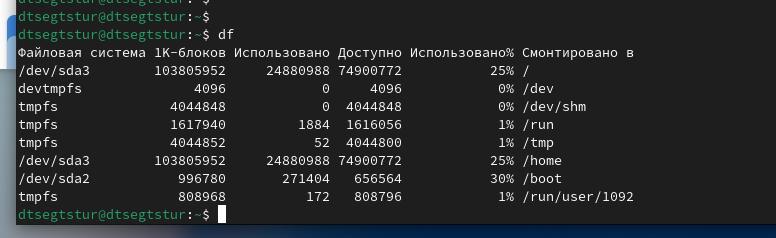 dtsegtstur@dtsegtstur:~$
dtsegtstur@dtsegtstur:~$ df
Файловая система 1K-блоков Использовано Доступно Использовано% Смонтировано в
/dev/sda3 103805952 24880988 74900772 25% /
devtmpfs 4096 0 4096 0% /dev
tmpfs 4044848 0 4044848 0% /dev/shm
tmpfs 1617940 1884 1616056 1% /run
tmpfs 4044852 52 4044800 1% /tmp
/dev/sda3 103805952 24880988 74900772 25% /home
/dev/sda2 996780 271404 656564 30% /boot
tmpfs 808968 172 808796 1% /run/user/1092
dtsegtstur@dtsegtstur:~$